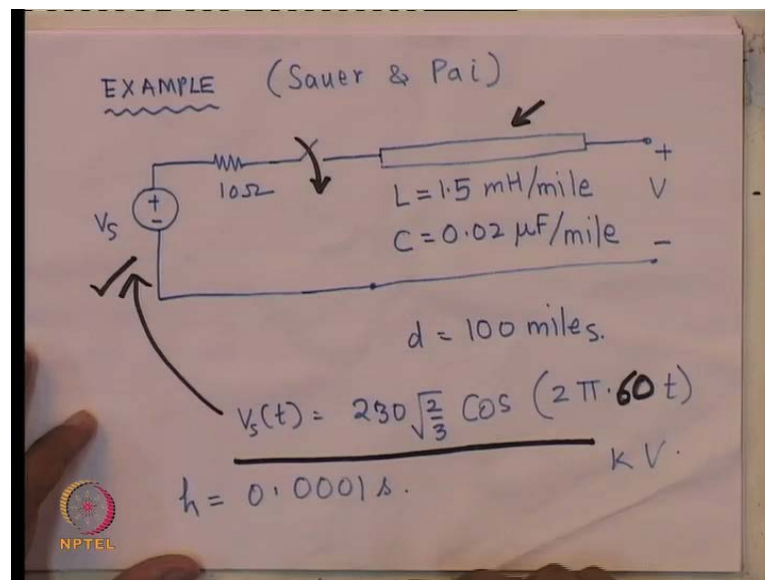 EXAMPLE (Sauer & Pai)
10Ω
L = 1.5 mH/mile
C = 0.02 μF/mile
+
V
-
+
-
Vs
d = 100 miles.
Vs(t) = 230 √2/3 Cos (2π.60t)
KV.
h = 0.0001 s.
NPTEL